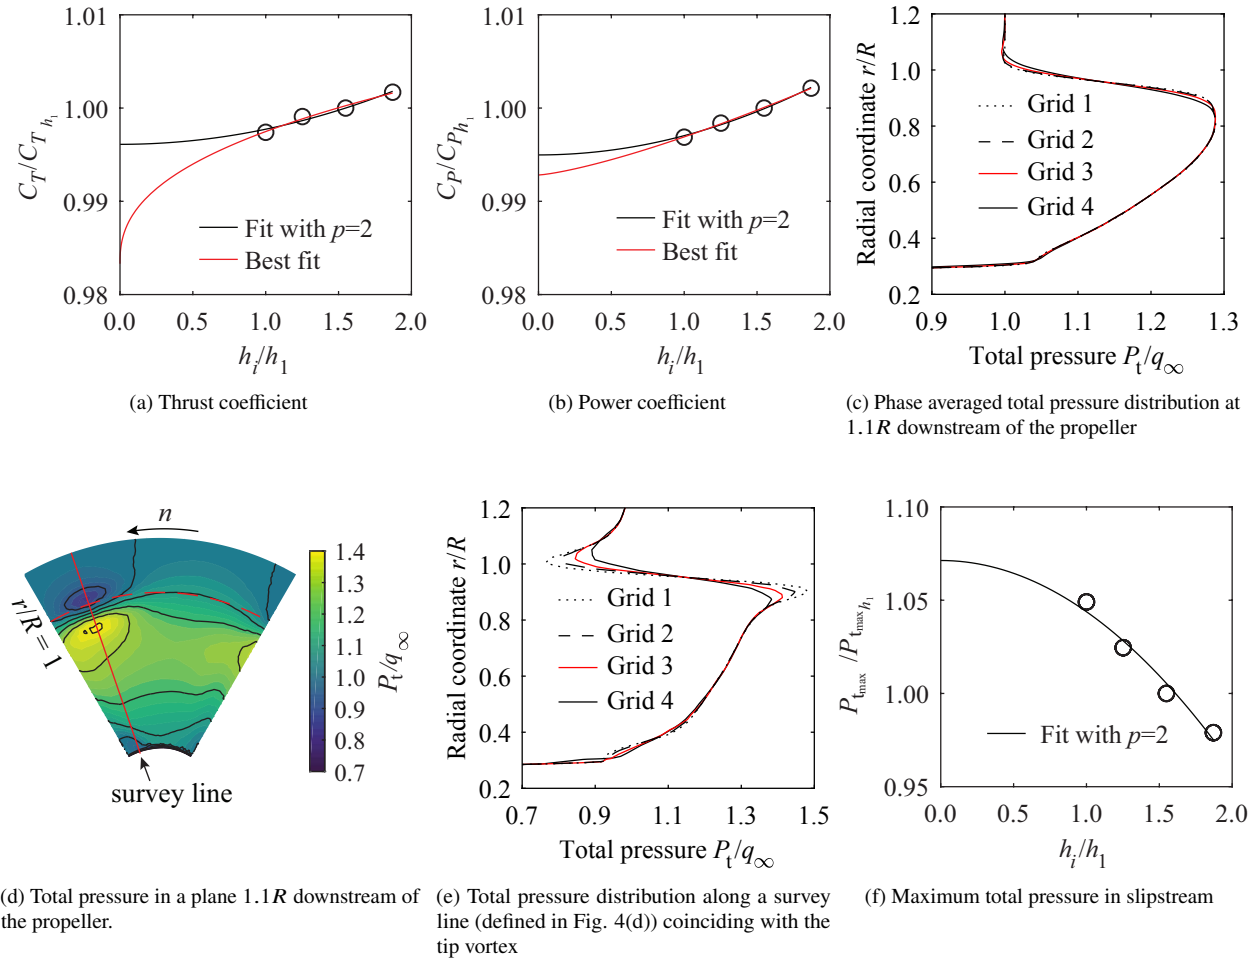 1.01
1.00
0.99
0.98
C_T/C_T h_1
Fit with p=2
Best fit
0.0 0.5 1.0 1.5 2.0
h_i/h_1
(a) Thrust coefficient
1.01
1.00
0.99
0.98
C_P/C_P h_1
Fit with p=2
Best fit
0.0 0.5 1.0 1.5 2.0
h_i/h_1
(b) Power coefficient
1.2
1.0
0.8
0.6
0.4
0.2
Radial coordinate r/R
Grid 1
Grid 2
Grid 3
Grid 4
0.9 1.0 1.1 1.2 1.3
Total pressure P_t/q_∞
(c) Phase averaged total pressure distribution at
1.1R downstream of the propeller
n
r/R = 1
survey line
1.4
1.3
1.2
1.1
1.0
0.9
0.8
0.7
P_t/q_∞
(d) Total pressure in a plane 1.1R downstream of
the propeller.
1.2
1.0
0.8
0.6
0.4
0.2
Radial coordinate r/R
Grid 1
Grid 2
Grid 3
Grid 4
0.7 0.9 1.1 1.3 1.5
Total pressure P_t/q_∞
(e) Total pressure distribution along a survey
line (defined in Fig. 4(d)) coinciding with the
tip vortex
1.10
1.05
1.00
0.95
P_t_max /P_t_max h_1
Fit with p=2
0.0 0.5 1.0 1.5 2.0
h_i/h_1
(f) Maximum total pressure in slipstream